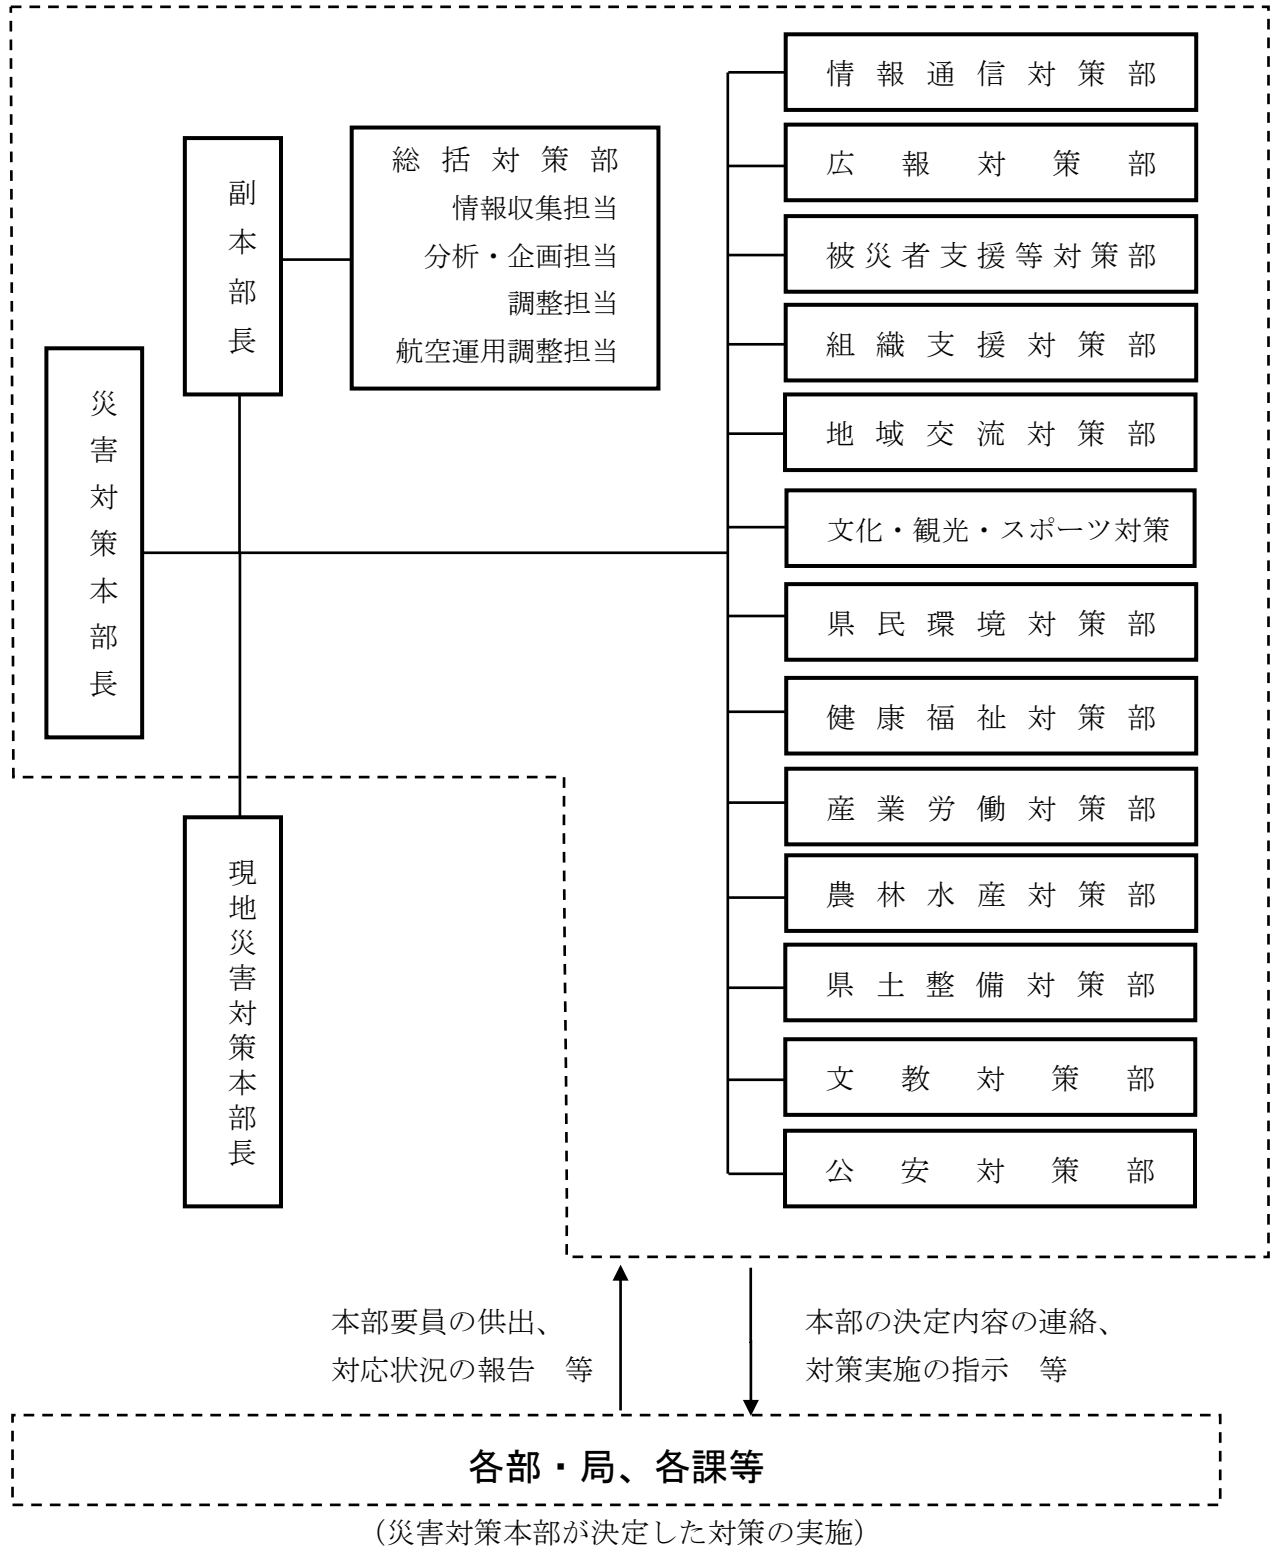 災害対策本部長
副本部長
総括対策部
情報収集担当
分析・企画担当
調整担当
航空運用調整担当
現地災害対策本部長
情報通信対策部
広報対策部
被災者支援等対策部
組織支援対策部
地域交流対策部
文化・観光・スポーツ対策
県民環境対策部
健康福祉対策部
産業労働対策部
農林水産対策部
県土整備対策部
文教対策部
公安対策部
本部要員の供出、
対応状況の報告　等
本部の決定内容の連絡、
対策実施の指示　等
各部・局、各課等
（災害対策本部が決定した対策の実施）